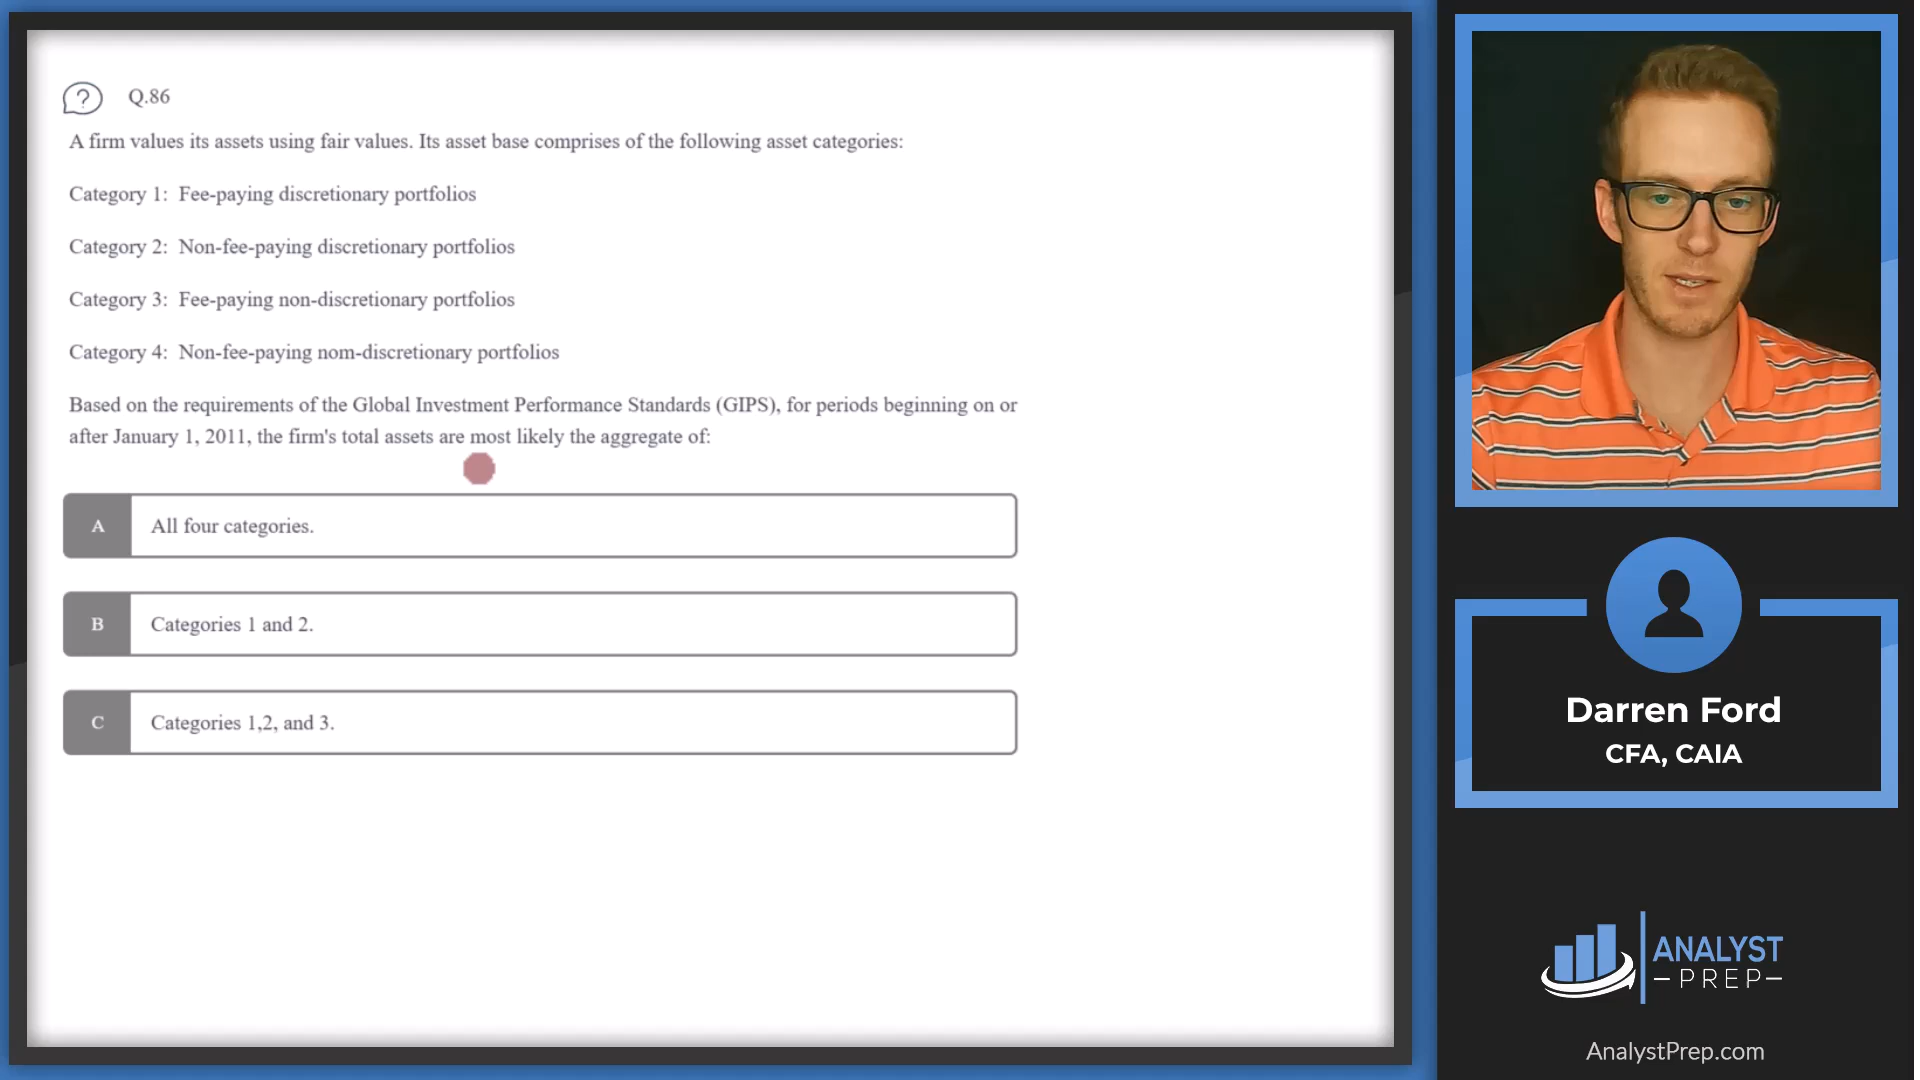 Q.86
A firm values its assets using fair values. Its asset base comprises of the following asset categories:
Category 1: Fee-paying discretionary portfolios
Category 2: Non-fee-paying discretionary portfolios
Category 3: Fee-paying non-discretionary portfolios
Category 4: Non-fee-paying nom-discretionary portfolios
Based on the requirements of the Global Investment Performance Standards (GIPS), for periods beginning on or
after January 1, 2011, the firm's total assets are most likely the aggregate of:
A All four categories.
B Categories 1 and 2.
C Categories 1,2, and 3.
Darren Ford
CFA, CAIA
ANALYST
PREP
AnalystPrep.com